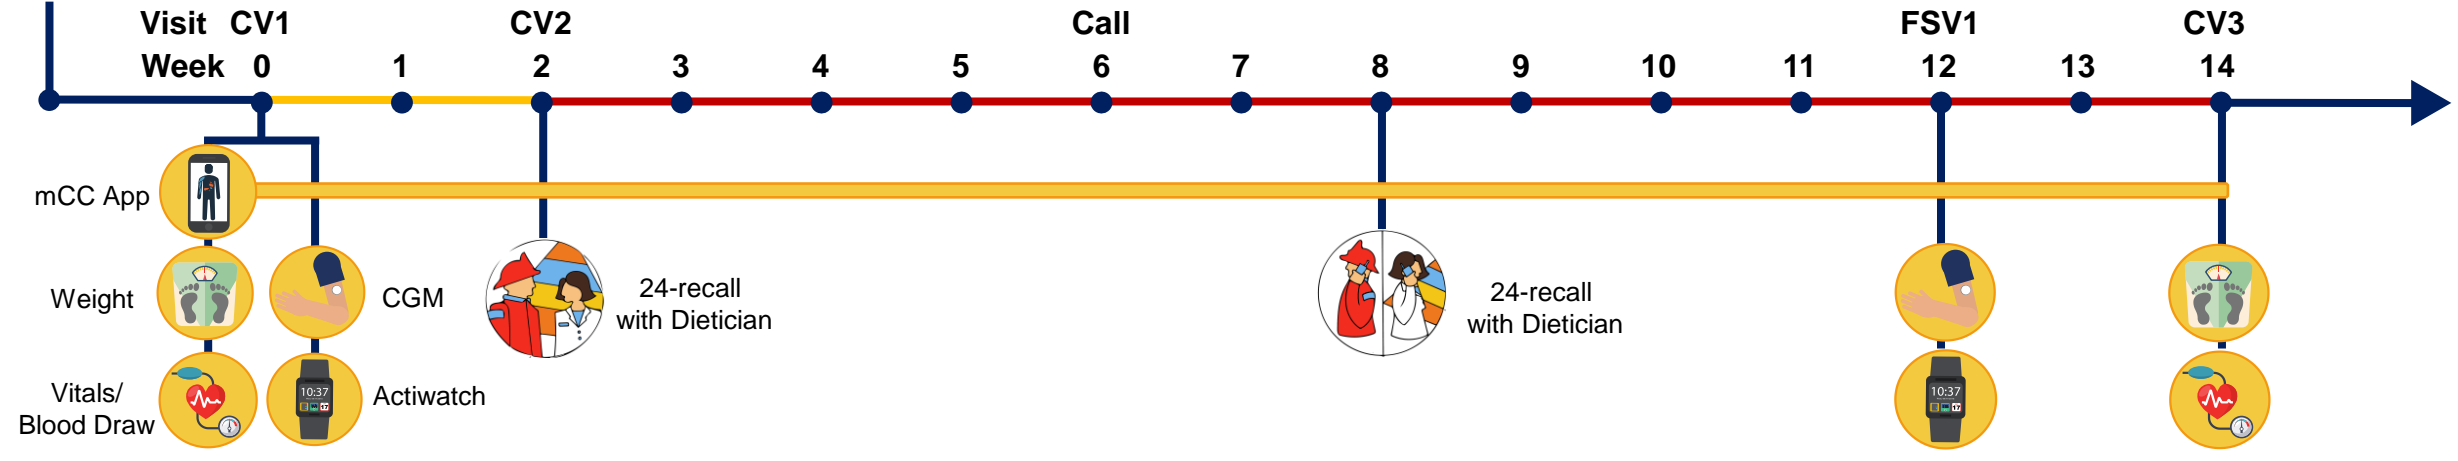 Visit CV1 CV2 Call FSV1 CV3
Week 0 1 2 3 4 5 6 7 8 9 10 11 12 13 14
mCC App
Weight
CGM
24-recall
with Dietician
24-recall
with Dietician
Vitals/
Blood Draw
10:37
17
Actiwatch
10:37
17